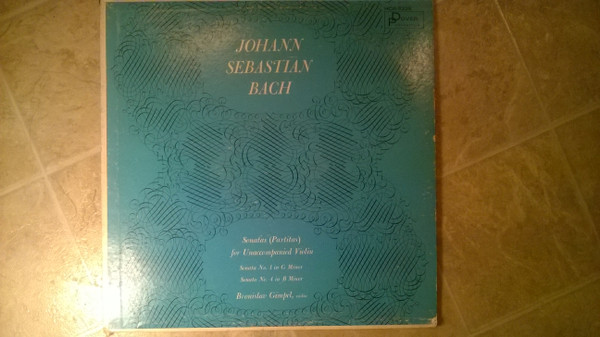 JOHANN
SEBASTIAN
BACH
Sonatas (Partitas)
for Unaccompanied Violin
Sonata No. 1 in G Minor
Sonata No. 4 in B Minor
Bronislav Gimpel, violin